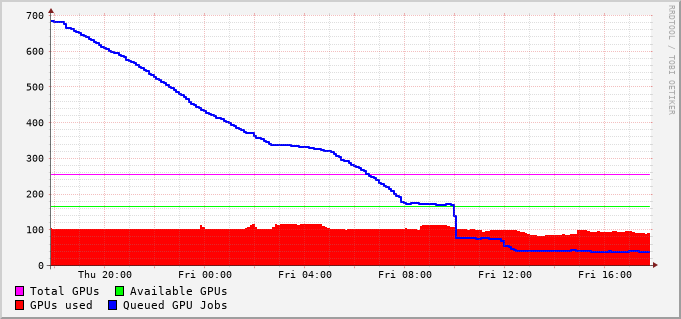 700
600
500
400
300
200
100
0
Thu 20:00 Fri 00:00 Fri 04:00 Fri 08:00 Fri 12:00 Fri 16:00
Total GPUs Available GPUs
GPUs used Queued GPU Jobs
RRDTOOL / TOBI OETIKER